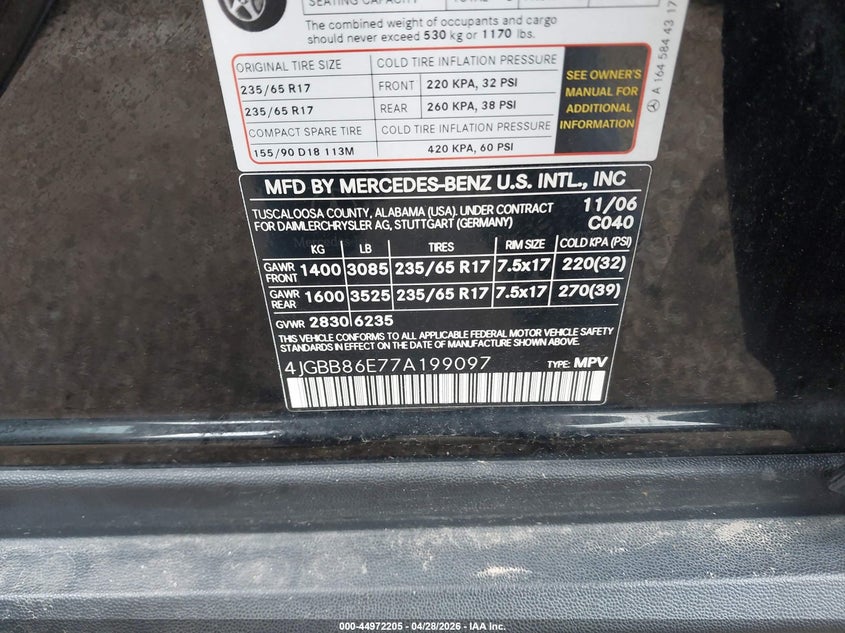 The combined weight of occupants and cargo
should never exceed 530 kg or 1170 lbs.
ORIGINAL TIRE SIZE COLD TIRE INFLATION PRESSURE
235/65 R17 FRONT 220 KPA, 32 PSI
235/65 R17 REAR 260 KPA, 38 PSI
COMPACT SPARE TIRE COLD TIRE INFLATION PRESSURE
155/90 D18 113M 420 KPA, 60 PSI
SEE OWNER'S
MANUAL FOR
ADDITIONAL
INFORMATION
A 164 584 43 17
MFD BY MERCEDES-BENZ U.S. INTL., INC
TUSCALOOSA COUNTY, ALABAMA (USA). UNDER CONTRACT 11/06
FOR DAIMLERCHRYSLER AG, STUTTGART (GERMANY) C040
KG LB TIRES RIM SIZE COLD KPA (PSI)
GAWR FRONT 1400 3085 235/65 R17 7.5x17 220(32)
GAWR REAR 1600 3525 235/65 R17 7.5x17 270(39)
GVWR 2830 6235
THIS VEHICLE CONFORMS TO ALL APPLICABLE FEDERAL MOTOR VEHICLE SAFETY
STANDARDS IN EFFECT ON THE DATE OF MANUFACTURE SHOWN ABOVE.
4JGBB86E77A199097 TYPE: MPV
000-44972205 - 04/28/2026 - IAA Inc.